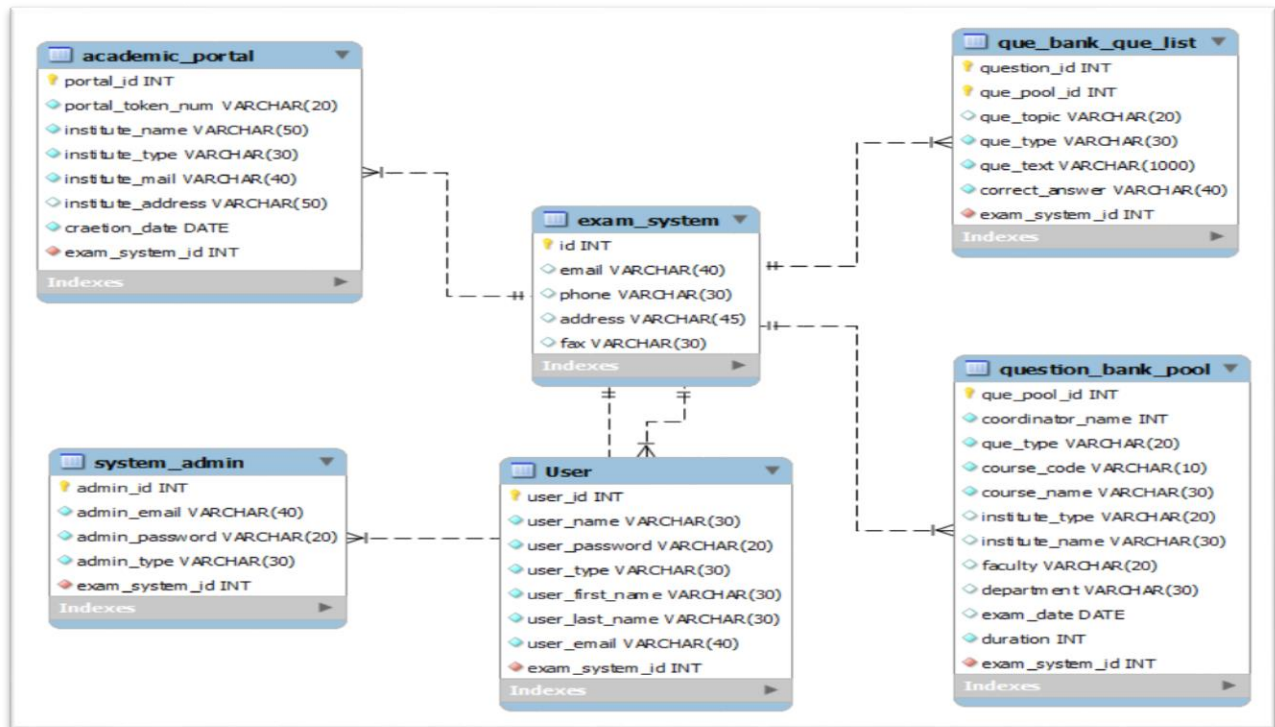 academic_portal
portal_id INT
portal_token_num VARCHAR(20)
institute_name VARCHAR(50)
institute_type VARCHAR(30)
institute_mail VARCHAR(40)
institute_address VARCHAR(50)
craetion_date DATE
exam_system_id INT
Indexes
que_bank_que_list
question_id INT
que_pool_id INT
que_topic VARCHAR(20)
que_type VARCHAR(30)
que_text VARCHAR(1000)
correct_answer VARCHAR(40)
exam_system_id INT
Indexes
exam_system
id INT
email VARCHAR(40)
phone VARCHAR(30)
address VARCHAR(45)
fax VARCHAR(30)
Indexes
question_bank_pool
que_pool_id INT
coordinator_name INT
que_type VARCHAR(20)
course_code VARCHAR(10)
course_name VARCHAR(30)
institute_type VARCHAR(20)
institute_name VARCHAR(30)
faculty VARCHAR(20)
department VARCHAR(30)
exam_date DATE
duration INT
exam_system_id INT
Indexes
system_admin
admin_id INT
admin_email VARCHAR(40)
admin_password VARCHAR(20)
admin_type VARCHAR(30)
exam_system_id INT
Indexes
User
user_id INT
user_name VARCHAR(30)
user_password VARCHAR(20)
user_type VARCHAR(30)
user_first_name VARCHAR(30)
user_last_name VARCHAR(30)
user_email VARCHAR(40)
exam_system_id INT
Indexes